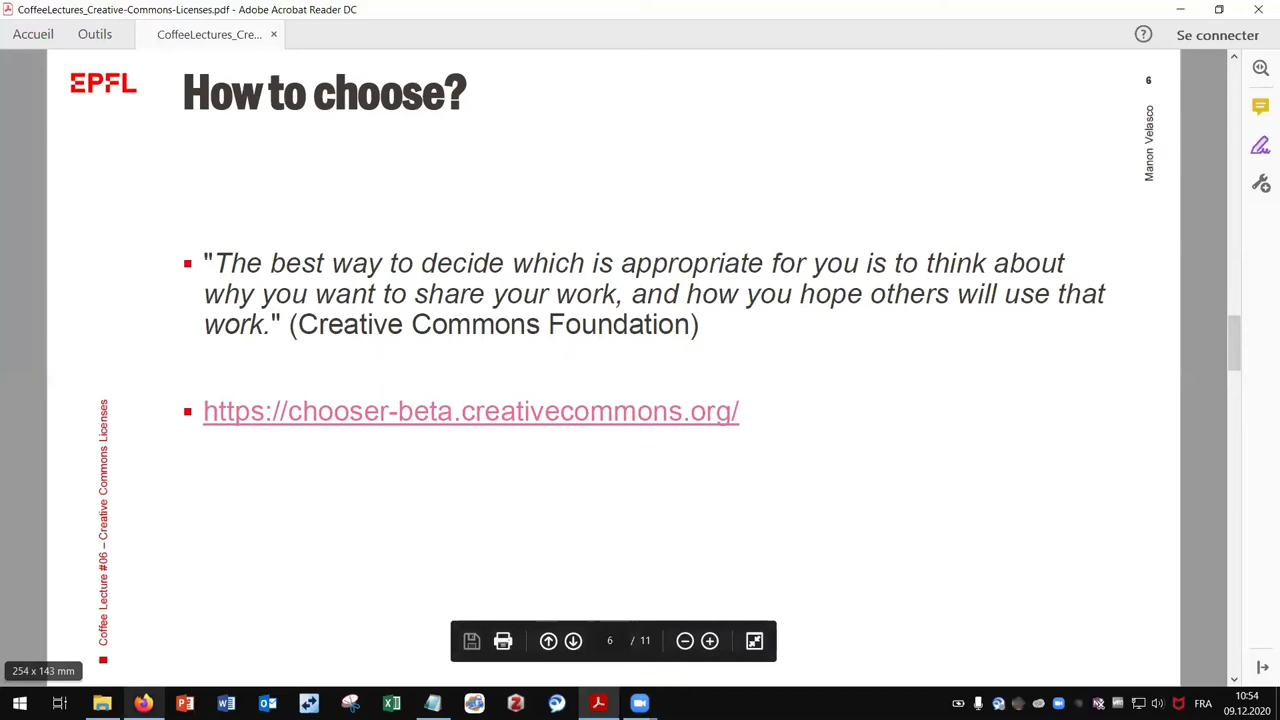 CoffeeLectures_Creative-Commons-Licenses.pdf - Adobe Acrobat Reader DC
Accueil
Outils
CoffeeLectures_Cre...
Se connecter
EPFL
How to choose?
6
Manon Velasco
"The best way to decide which is appropriate for you is to think about
why you want to share your work, and how you hope others will use that
work." (Creative Commons Foundation)
https://chooser-beta.creativecommons.org/
Coffee Lecture #06 – Creative Commons Licenses
6 / 11
254 x 143 mm
FRA
10:54
09.12.2020